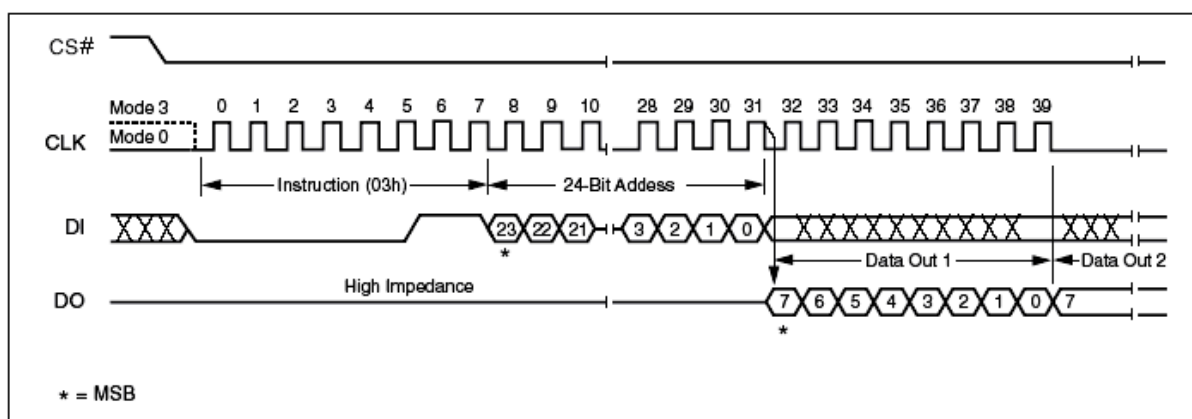 CS#
Mode 3 0 1 2 3 4 5 6 7 8 9 10 28 29 30 31 32 33 34 35 36 37 38 39
CLK Mode 0
Instruction (03h) 24-Bit Addess
DI 23 22 21 3 2 1 0
* Data Out 1 Data Out 2
High Impedance
DO 7 6 5 4 3 2 1 0 7
*
* = MSB